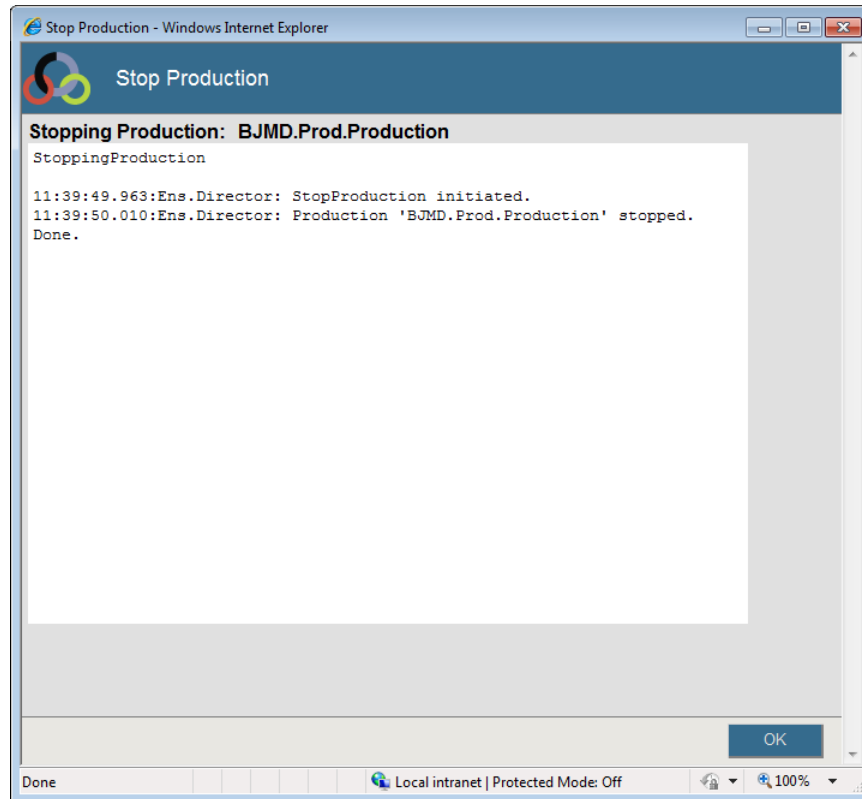 Stop Production - Windows Internet Explorer
Stop Production
Stopping Production: BJMD.Prod.Production
StoppingProduction
11:39:49.963:Ens.Director: StopProduction initiated.
11:39:50.010:Ens.Director: Production 'BJMD.Prod.Production' stopped.
Done.
OK
Done
Local intranet | Protected Mode: Off
100%